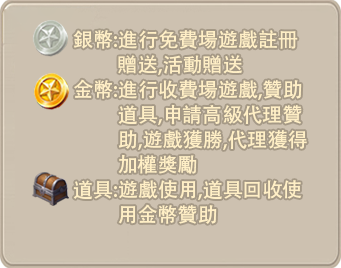 銀幣:進行免費場遊戲註冊
贈送,活動贈送
金幣:進行收費場遊戲,贊助
道具,申請高級代理贊
助,遊戲獲勝,代理獲得
加權獎勵
道具:遊戲使用,道具回收使
用金幣贊助